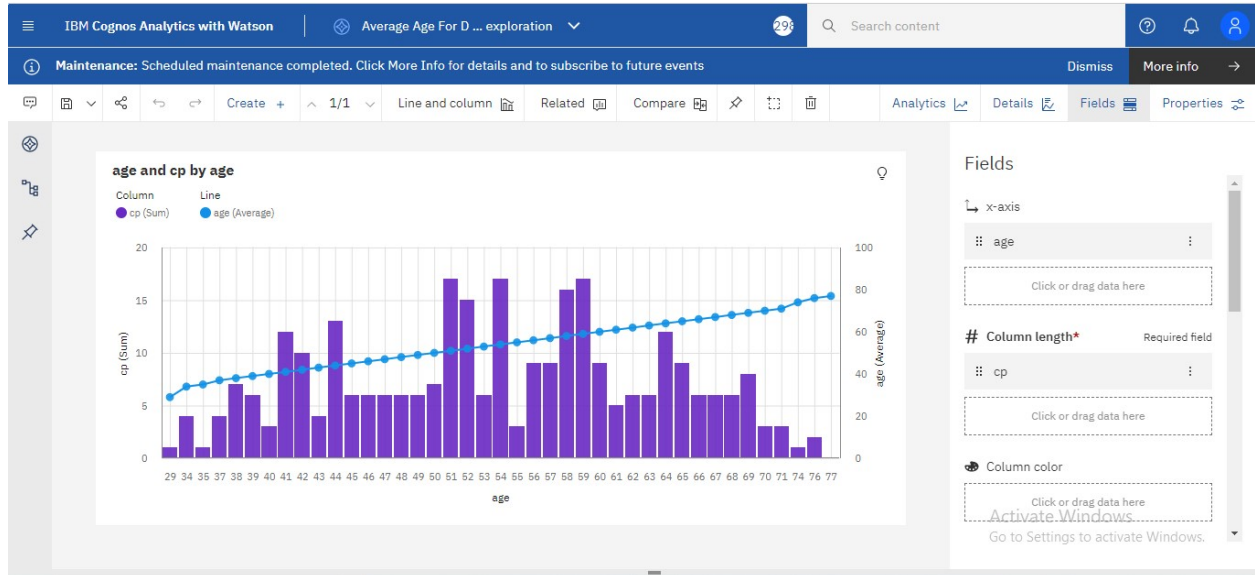 IBM Cognos Analytics with Watson
Average Age For D ... exploration
Search content
Maintenance: Scheduled maintenance completed. Click More Info for details and to subscribe to future events
Dismiss
More info
Create +
1/1
Line and column
Related
Compare
Analytics
Details
Fields
Properties
age and cp by age
Column
Line
cp (Sum)
age (Average)
20
15
10
5
0
cp (Sum)
100
80
60
40
20
0
age (Average)
29 34 35 37 38 39 40 41 42 43 44 45 46 47 48 49 50 51 52 53 54 55 56 57 58 59 60 61 62 63 64 65 66 67 68 69 70 71 74 76 77
age
Fields
x-axis
age
Click or drag data here
# Column length*
Required field
cp
Click or drag data here
Column color
Click or drag data here
Activate Windows
Go to Settings to activate Windows.